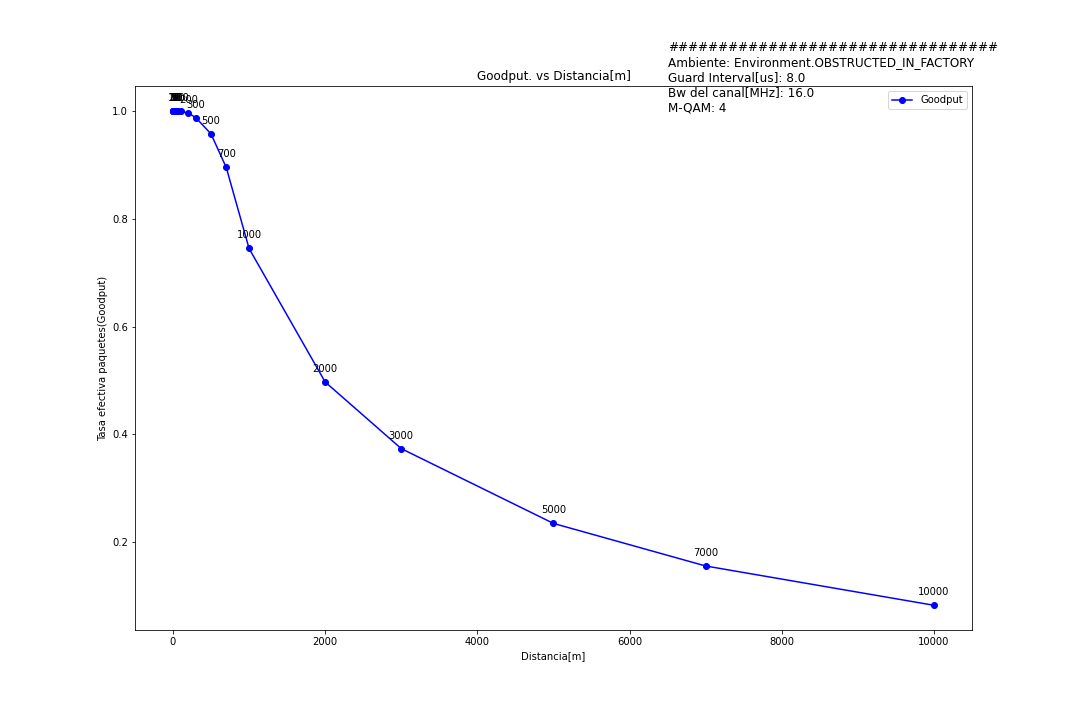 #################################
Ambiente: Environment.OBSTRUCTED_IN_FACTORY
Guard Interval[us]: 8.0
Bw del canal[MHz]: 16.0
M-QAM: 4
Goodput. vs Distancia[m]
Goodput
200
300
500
700
1000
2000
3000
5000
7000
10000
1.0
0.8
0.6
0.4
0.2
Tasa efectiva paquetes(Goodput)
0
2000
4000
6000
8000
10000
Distancia[m]